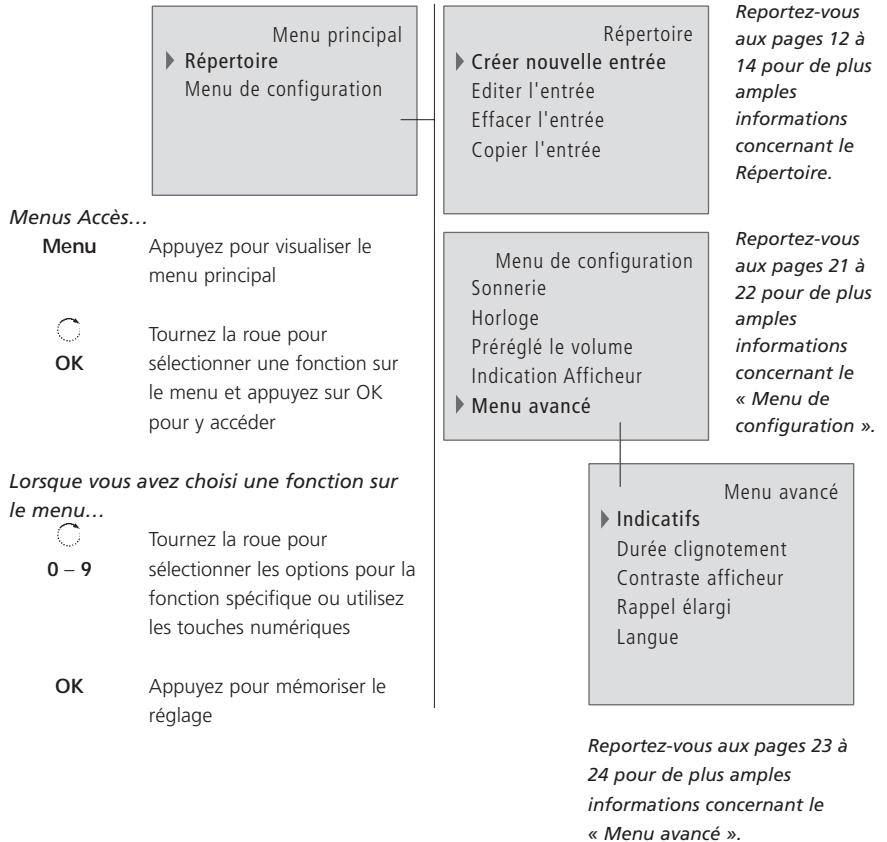 Menu principal
Répertoire
Menu de configuration
Menus Accès…
Menu Appuyez pour visualiser le
menu principal
Tournez la roue pour
OK sélectionner une fonction sur
le menu et appuyez sur OK
pour y accéder
Lorsque vous avez choisi une fonction sur
le menu…
Tournez la roue pour
0 – 9 sélectionner les options pour la
fonction spécifique ou utilisez
les touches numériques
OK Appuyez pour mémoriser le
réglage
Répertoire
Créer nouvelle entrée
Editer l'entrée
Effacer l'entrée
Copier l'entrée
Reportez-vous
aux pages 12 à
14 pour de plus
amples
informations
concernant le
Répertoire.
Menu de configuration
Sonnerie
Horloge
Préréglé le volume
Indication Afficheur
Menu avancé
Reportez-vous
aux pages 21 à
22 pour de plus
amples
informations
concernant le
« Menu de
configuration ».
Menu avancé
Indicatifs
Durée clignotement
Contraste afficheur
Rappel élargi
Langue
Reportez-vous aux pages 23 à
24 pour de plus amples
informations concernant le
« Menu avancé ».